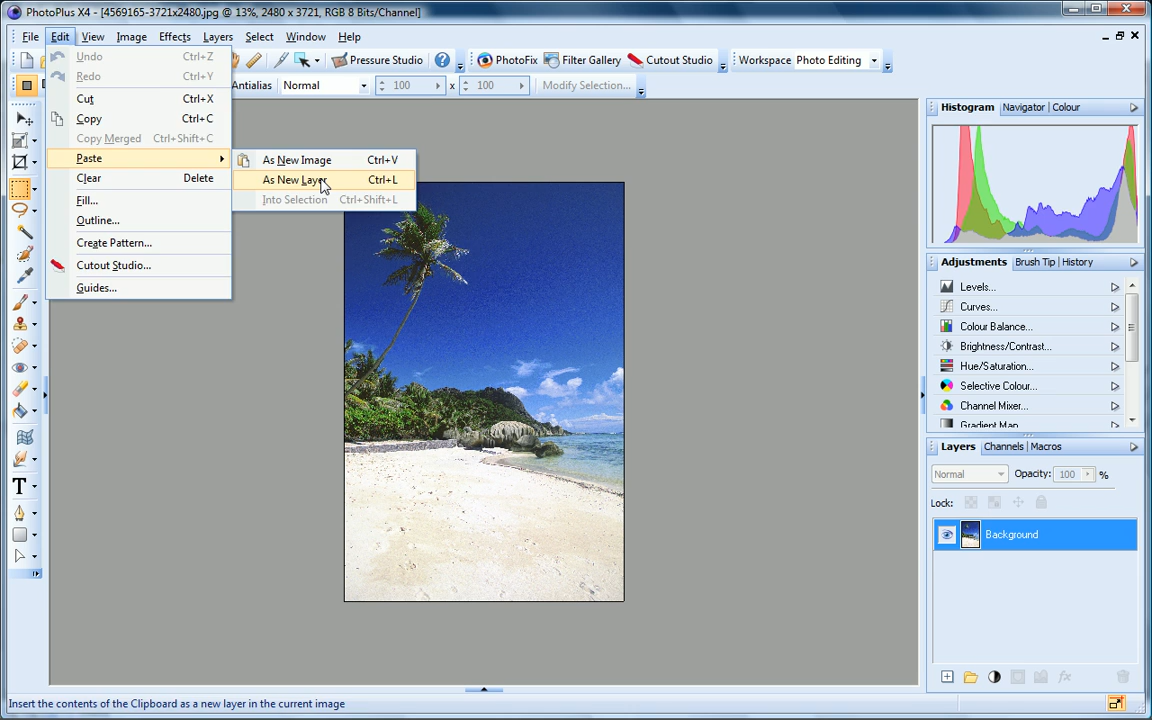 PhotoPlus X4 - [4569165-3721x2480.jpg @ 13%, 2480 x 3721, RGB 8 Bits/Channel]
File Edit View Image Effects Layers Select Window Help
Pressure Studio PhotoFix Filter Gallery Cutout Studio Workspace Photo Editing
Antialias Normal 100 x 100 Modify Selection...
Undo Ctrl+Z
Redo Ctrl+Y
Cut Ctrl+X
Copy Ctrl+C
Copy Merged Ctrl+Shift+C
Paste
Clear Delete
Fill...
Outline...
Create Pattern...
Cutout Studio...
Guides...
As New Image Ctrl+V
As New Layer Ctrl+L
Into Selection Ctrl+Shift+L
Histogram Navigator | Colour
Adjustments Brush Tip | History
Levels...
Curves...
Colour Balance...
Brightness/Contrast...
Hue/Saturation...
Selective Colour...
Channel Mixer...
Gradient Map
Layers Channels | Macros
Normal Opacity: 100 %
Lock:
Background
Insert the contents of the Clipboard as a new layer in the current image